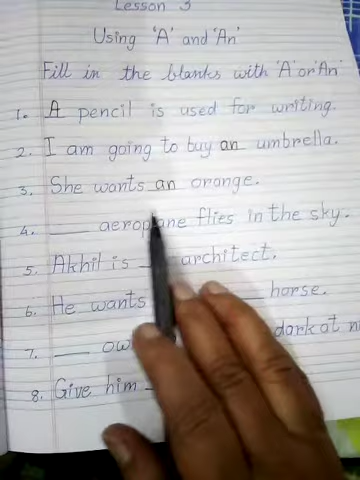 Lesson 3
Using 'A' and 'An'
Fill in the blanks with 'A' or 'An'
1. A pencil is used for writing.
2. I am going to buy an umbrella.
3. She wants an orange.
4. ___ aeroplane flies in the sky.
5. Akhil is ___ architect.
6. He wants ___ horse.
7. ___ dark at
8. Give him